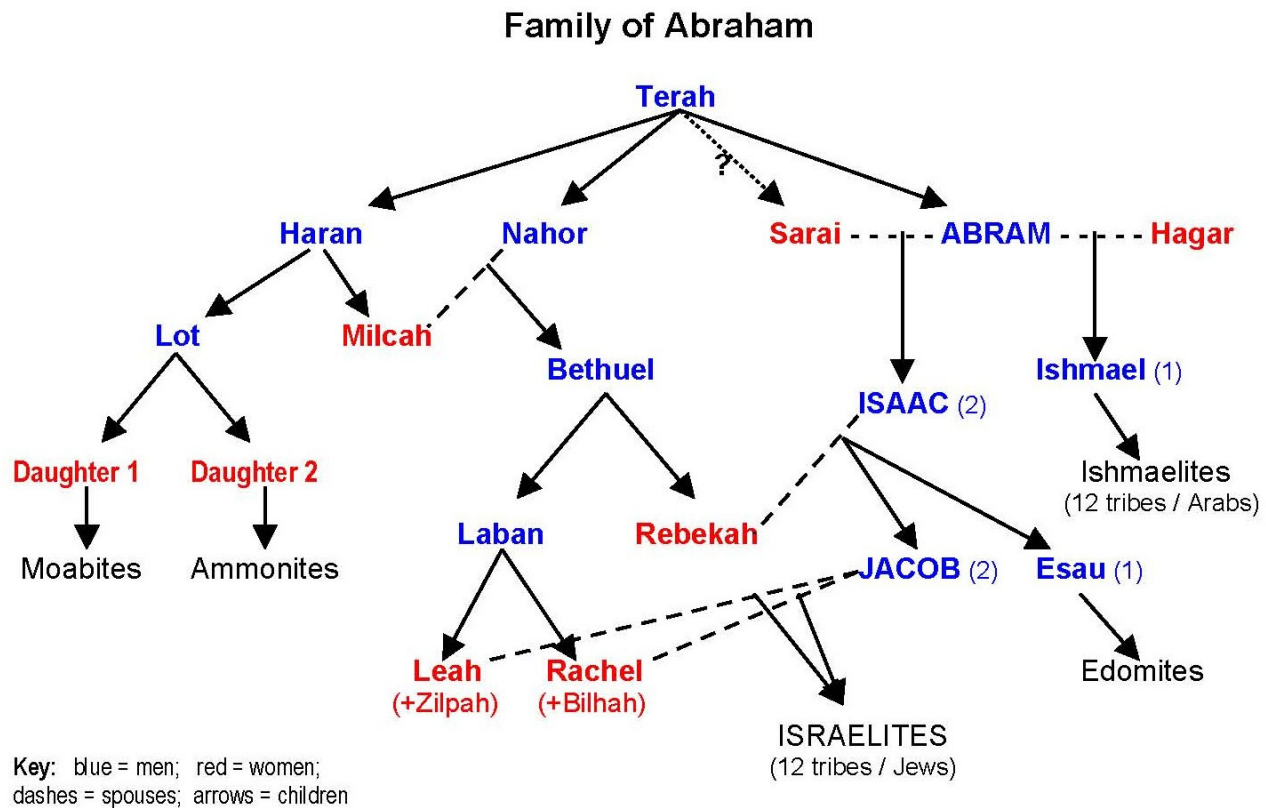 Family of Abraham
Terah
?
Haran
Nahor
Sarai
ABRAM
Hagar
Lot
Milcah
Bethuel
Ishmael (1)
ISAAC (2)
Daughter 1
Daughter 2
Ishmaelites
(12 tribes / Arabs)
Laban
Rebekah
Moabites
Ammonites
JACOB (2)
Esau (1)
Leah
(+Zilpah)
Rachel
(+Bilhah)
Edomites
ISRAELITES
(12 tribes / Jews)
Key: blue = men; red = women;
dashes = spouses; arrows = children